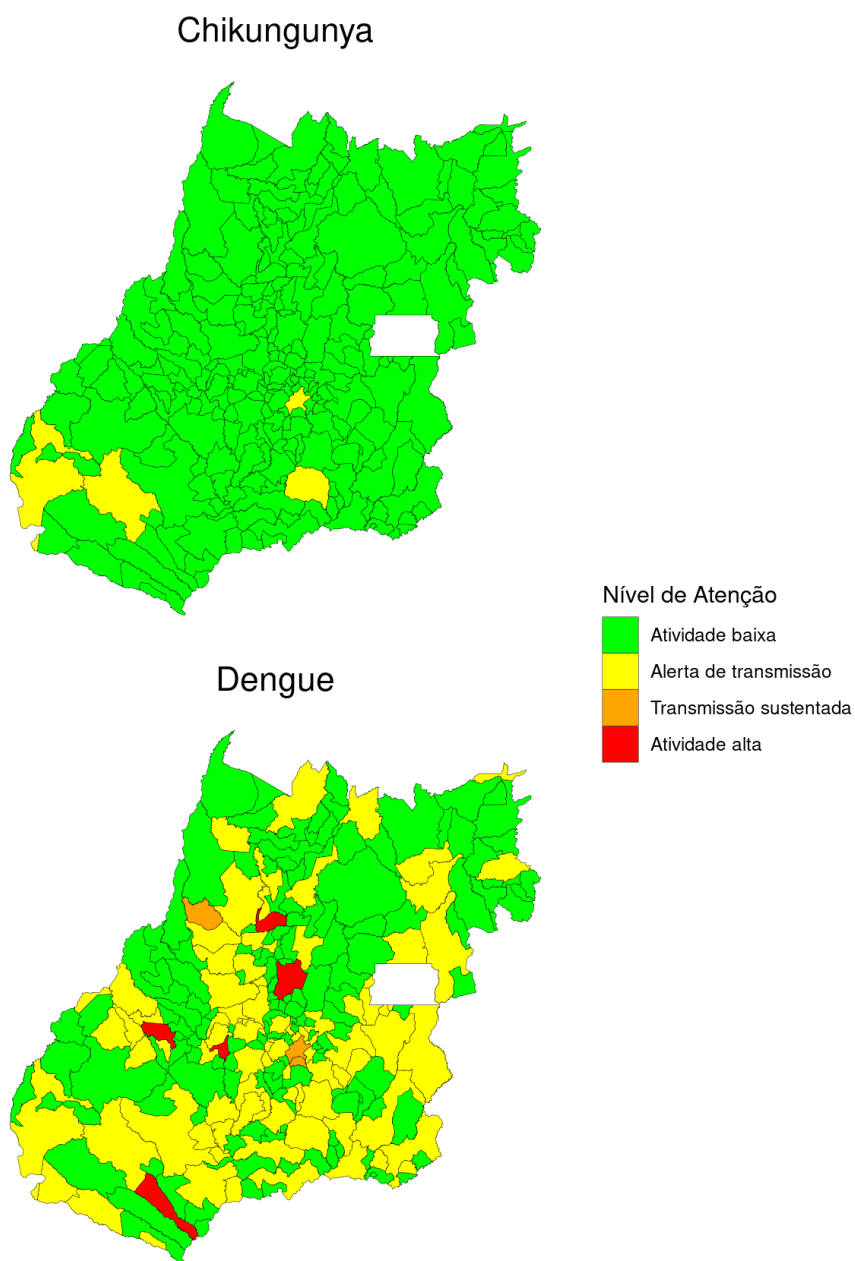 Chikungunya
Nível de Atenção
Atividade baixa
Alerta de transmissão
Transmissão sustentada
Atividade alta
Dengue